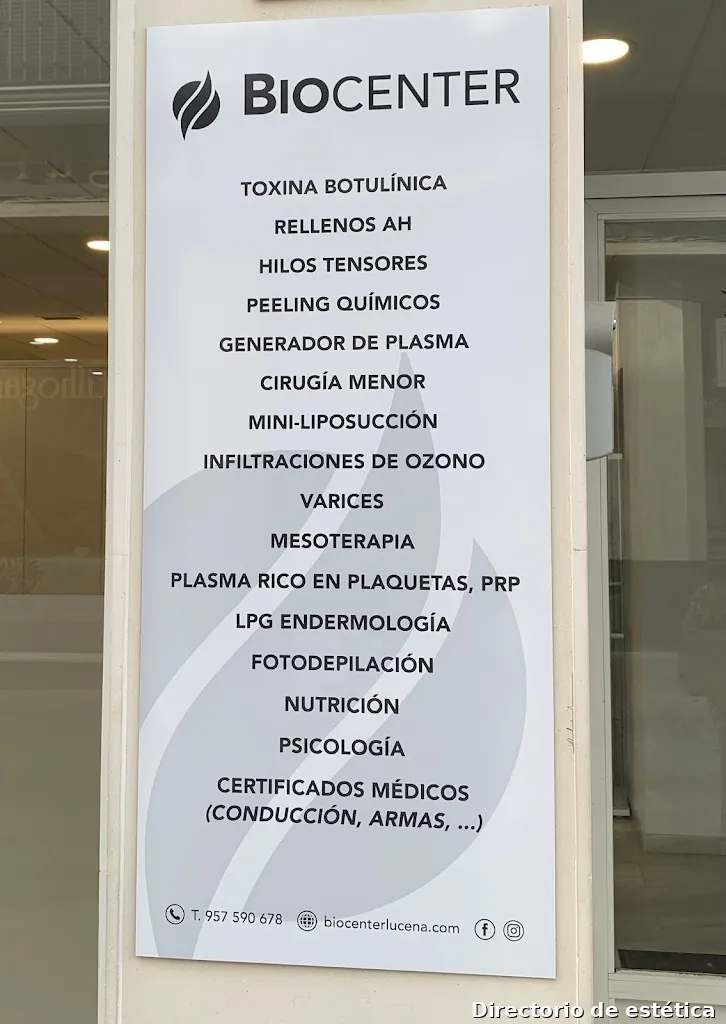 BIOCENTER
TOXINA BOTULÍNICA
RELLENOS AH
HILOS TENSORES
PEELING QUÍMICOS
GENERADOR DE PLASMA
CIRUGÍA MENOR
MINI-LIPOSUCCIÓN
INFILTRACIONES DE OZONO
VARICES
MESOTERAPIA
PLASMA RICO EN PLAQUETAS, PRP
LPG ENDERMOLOGÍA
FOTODEPILACIÓN
NUTRICIÓN
PSICOLOGÍA
CERTIFICADOS MÉDICOS
(CONDUCCIÓN, ARMAS, ...)
T. 957 590 678 biocenterlucena.com
Directorio de estética